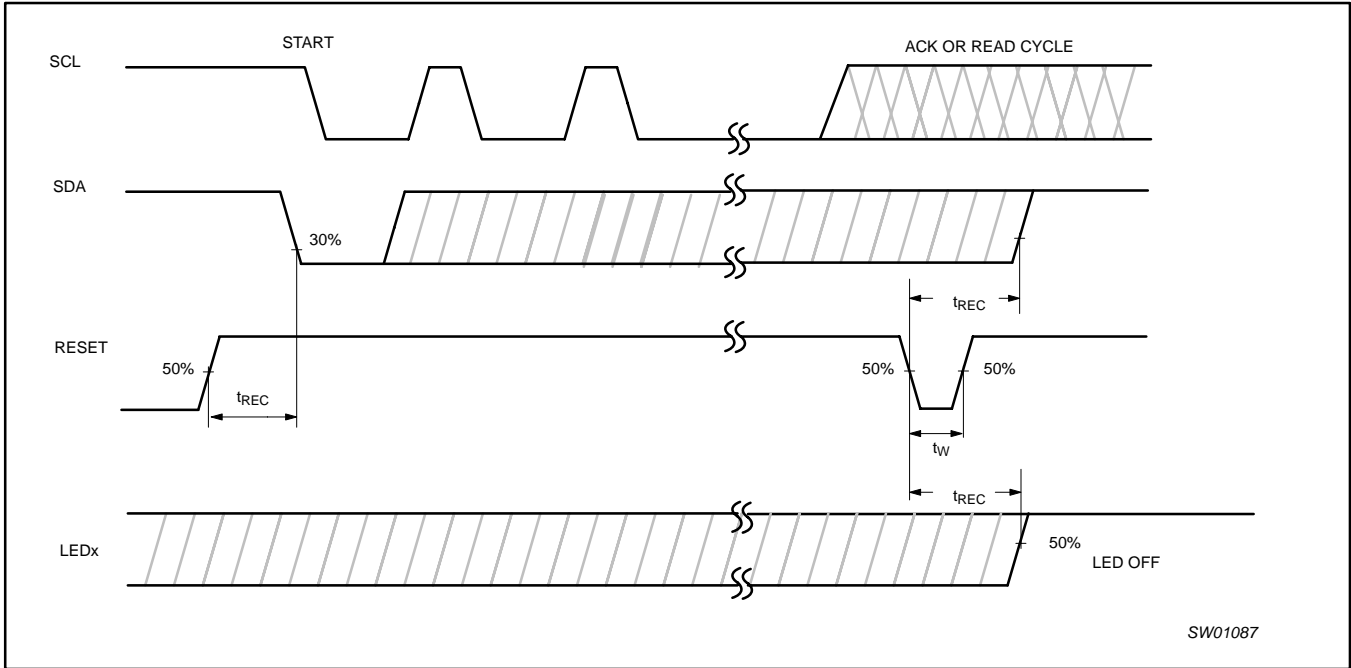 START
ACK OR READ CYCLE
SCL
SDA
30%
tREC
RESET
50%
50%
50%
tREC
tW
tREC
LEDx
50%
LED OFF
SW01087